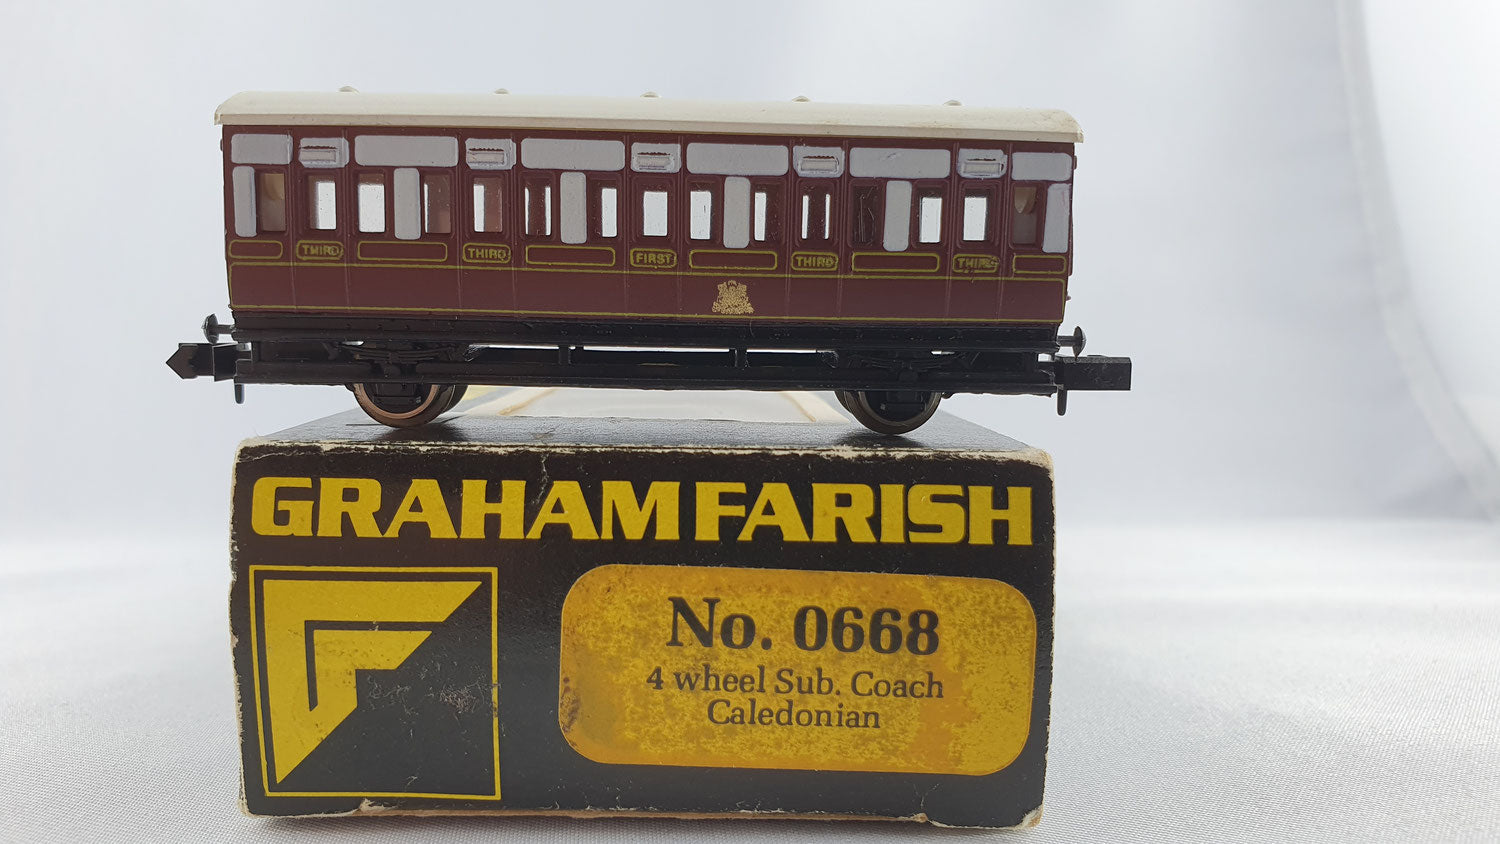 THIRD THIRD FIRST THIRD THIRD
GRAHAM FARISH
No. 0668
4 wheel Sub. Coach
Caledonian